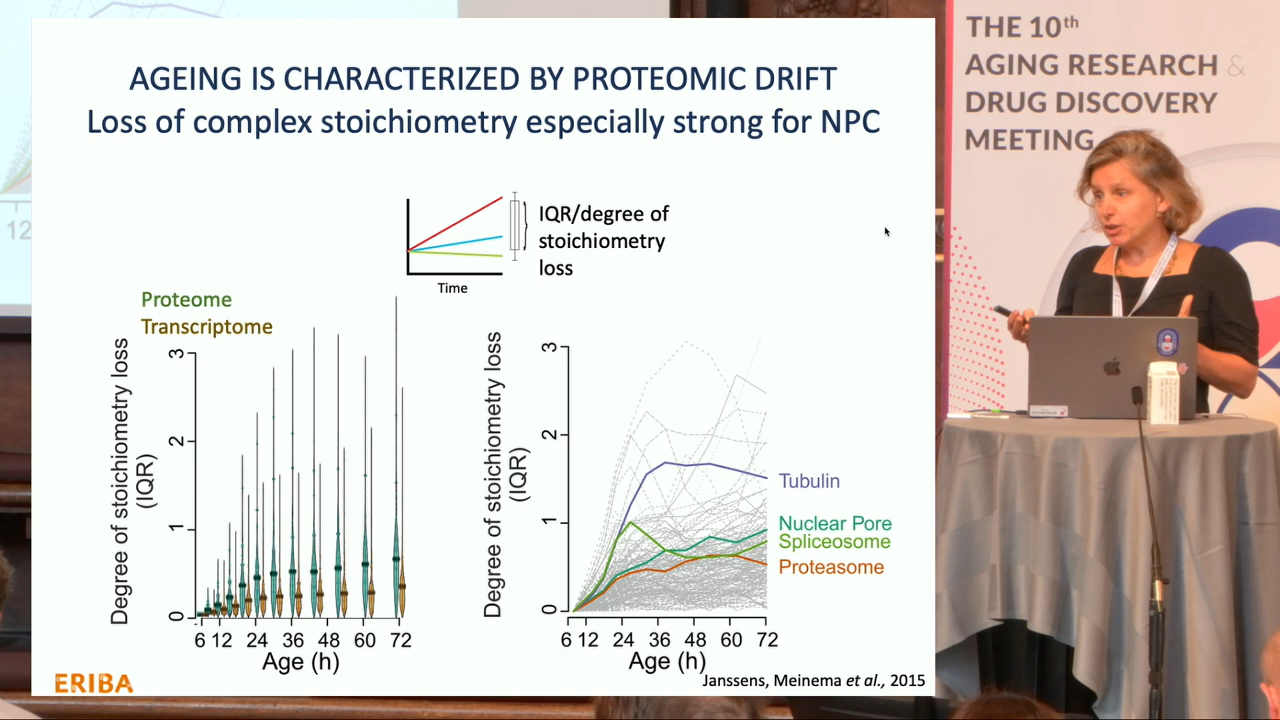 AGEING IS CHARACTERIZED BY PROTEOMIC DRIFT
Loss of complex stoichiometry especially strong for NPC
IQR/degree of
stoichiometry
loss
Time
Proteome
Transcriptome
Degree of stoichiometry loss
(IQR)
3
2
1
0
6 12 24 36 48 60 72
Age (h)
Degree of stoichiometry loss
(IQR)
3
2
1
0
6 12 24 36 48 60 72
Age (h)
Tubulin
Nuclear Pore
Spliceosome
Proteasome
ERIBA
Janssens, Meinema et al., 2015
12
THE 10th
AGING RESEARCH &
DRUG DISCOVERY
MEETING